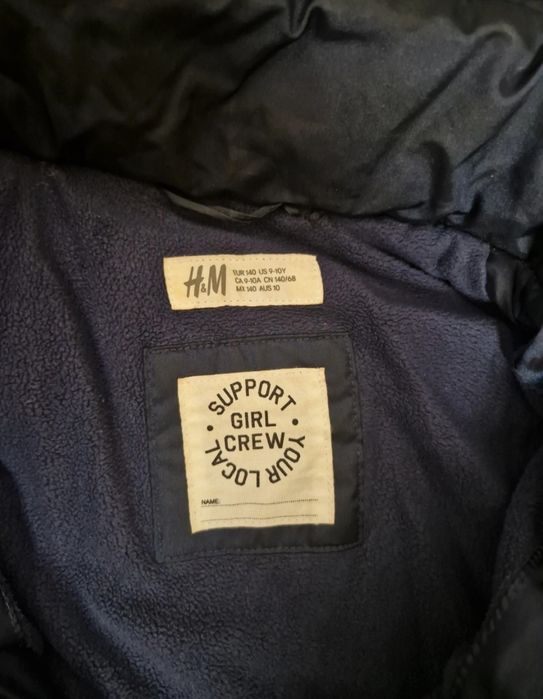 H&M
EUR 140 US 9-10Y
CA 9-10A CN 140/68
MX 140 AUS 10
SUPPORT
YOUR LOCAL
GIRL
CREW
NAME: